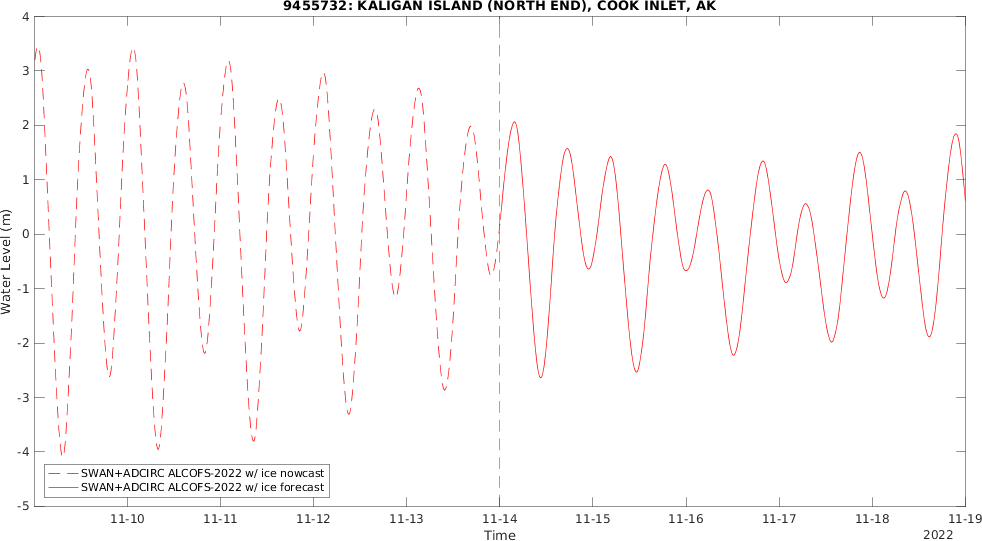 9455732: KALIGAN ISLAND (NORTH END), COOK INLET, AK
4
3
2
1
0
-1
-2
-3
-4
-5
Water Level (m)
SWAN+ADCIRC ALCOFS-2022 w/ ice nowcast
SWAN+ADCIRC ALCOFS-2022 w/ ice forecast
11-10 11-11 11-12 11-13 11-14 11-15 11-16 11-17 11-18 11-19
Time
2022